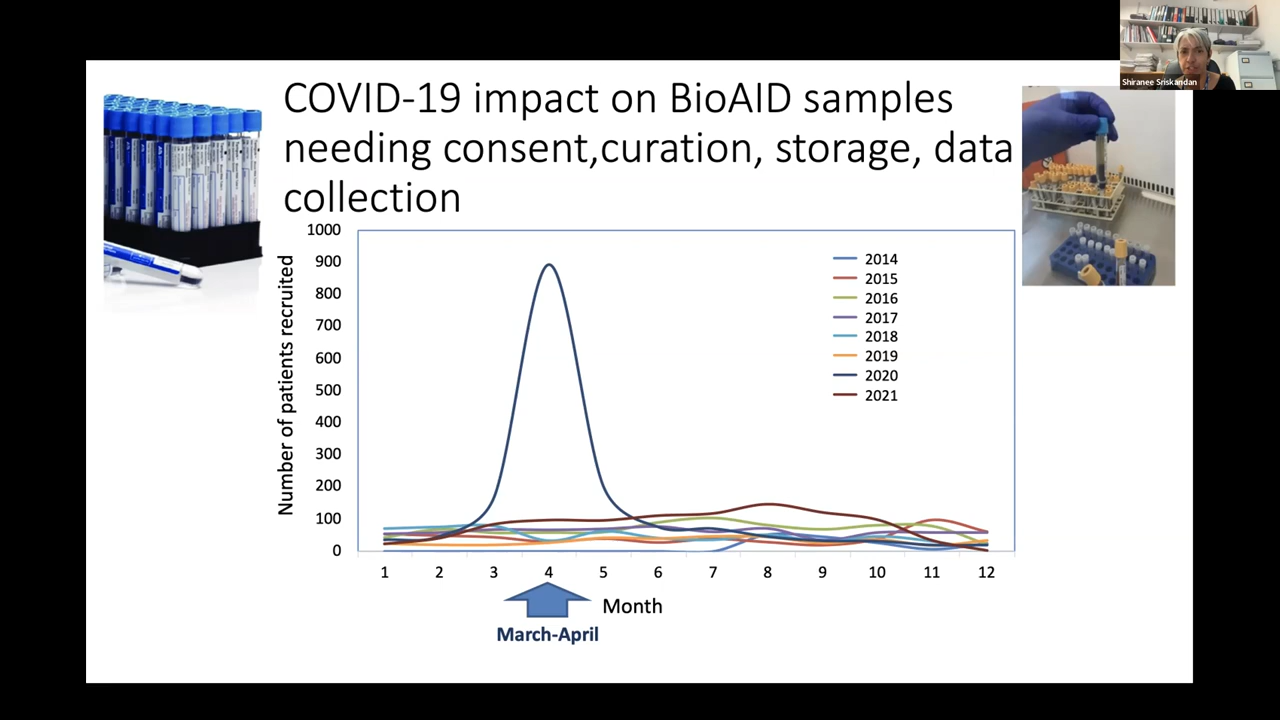 Shiranee Sriskandan
COVID-19 impact on BioAID samples
needing consent,curation, storage, data
collection
Number of patients recruited
1000
900
800
700
600
500
400
300
200
100
0
2014
2015
2016
2017
2018
2019
2020
2021
1 2 3 4 5 6 7 8 9 10 11 12
Month
March-April